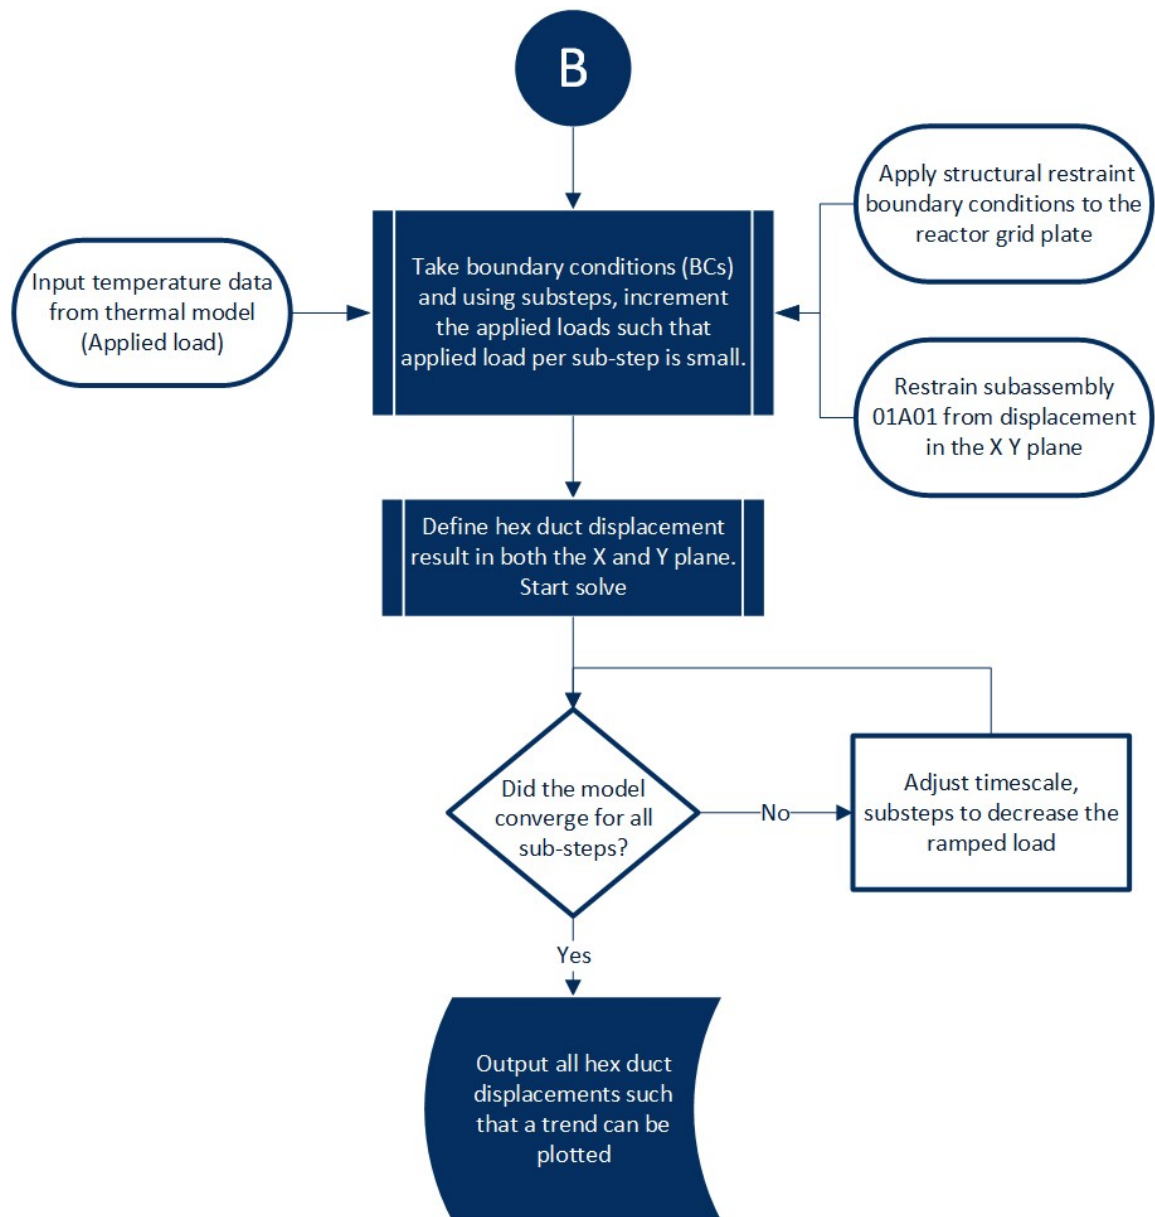 B
Apply structural restraint
boundary conditions to the
reactor grid plate
Input temperature data
from thermal model
(Applied load)
Take boundary conditions (BCs)
and using substeps, increment
the applied loads such that
applied load per sub-step is small.
Restrain subassembly
01A01 from displacement
in the X Y plane
Define hex duct displacement
result in both the X and Y plane.
Start solve
Did the model
converge for all
sub-steps?
No
Adjust timescale,
substeps to decrease the
ramped load
Yes
Output all hex duct
displacements such
that a trend can be
plotted